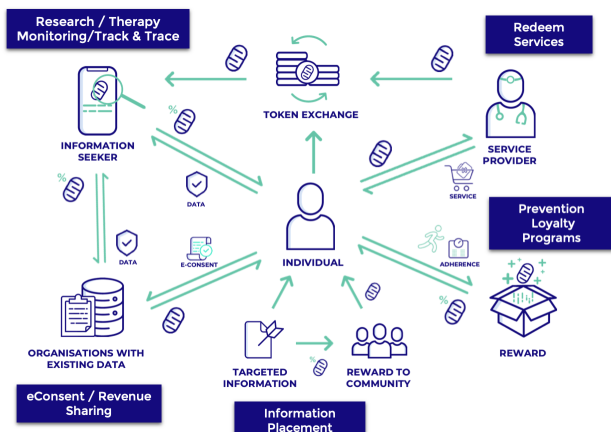 Research / Therapy
Monitoring/Track & Trace
Redeem
Services
TOKEN EXCHANGE
%
INFORMATION
SEEKER
SERVICE
PROVIDER
%
DATA
SERVICE
Prevention
Loyalty
Programs
DATA
E-CONSENT
INDIVIDUAL
ADHERENCE
%
ORGANISATIONS WITH
EXISTING DATA
TARGETED
INFORMATION
%
REWARD TO
COMMUNITY
REWARD
eConsent / Revenue
Sharing
Information
Placement